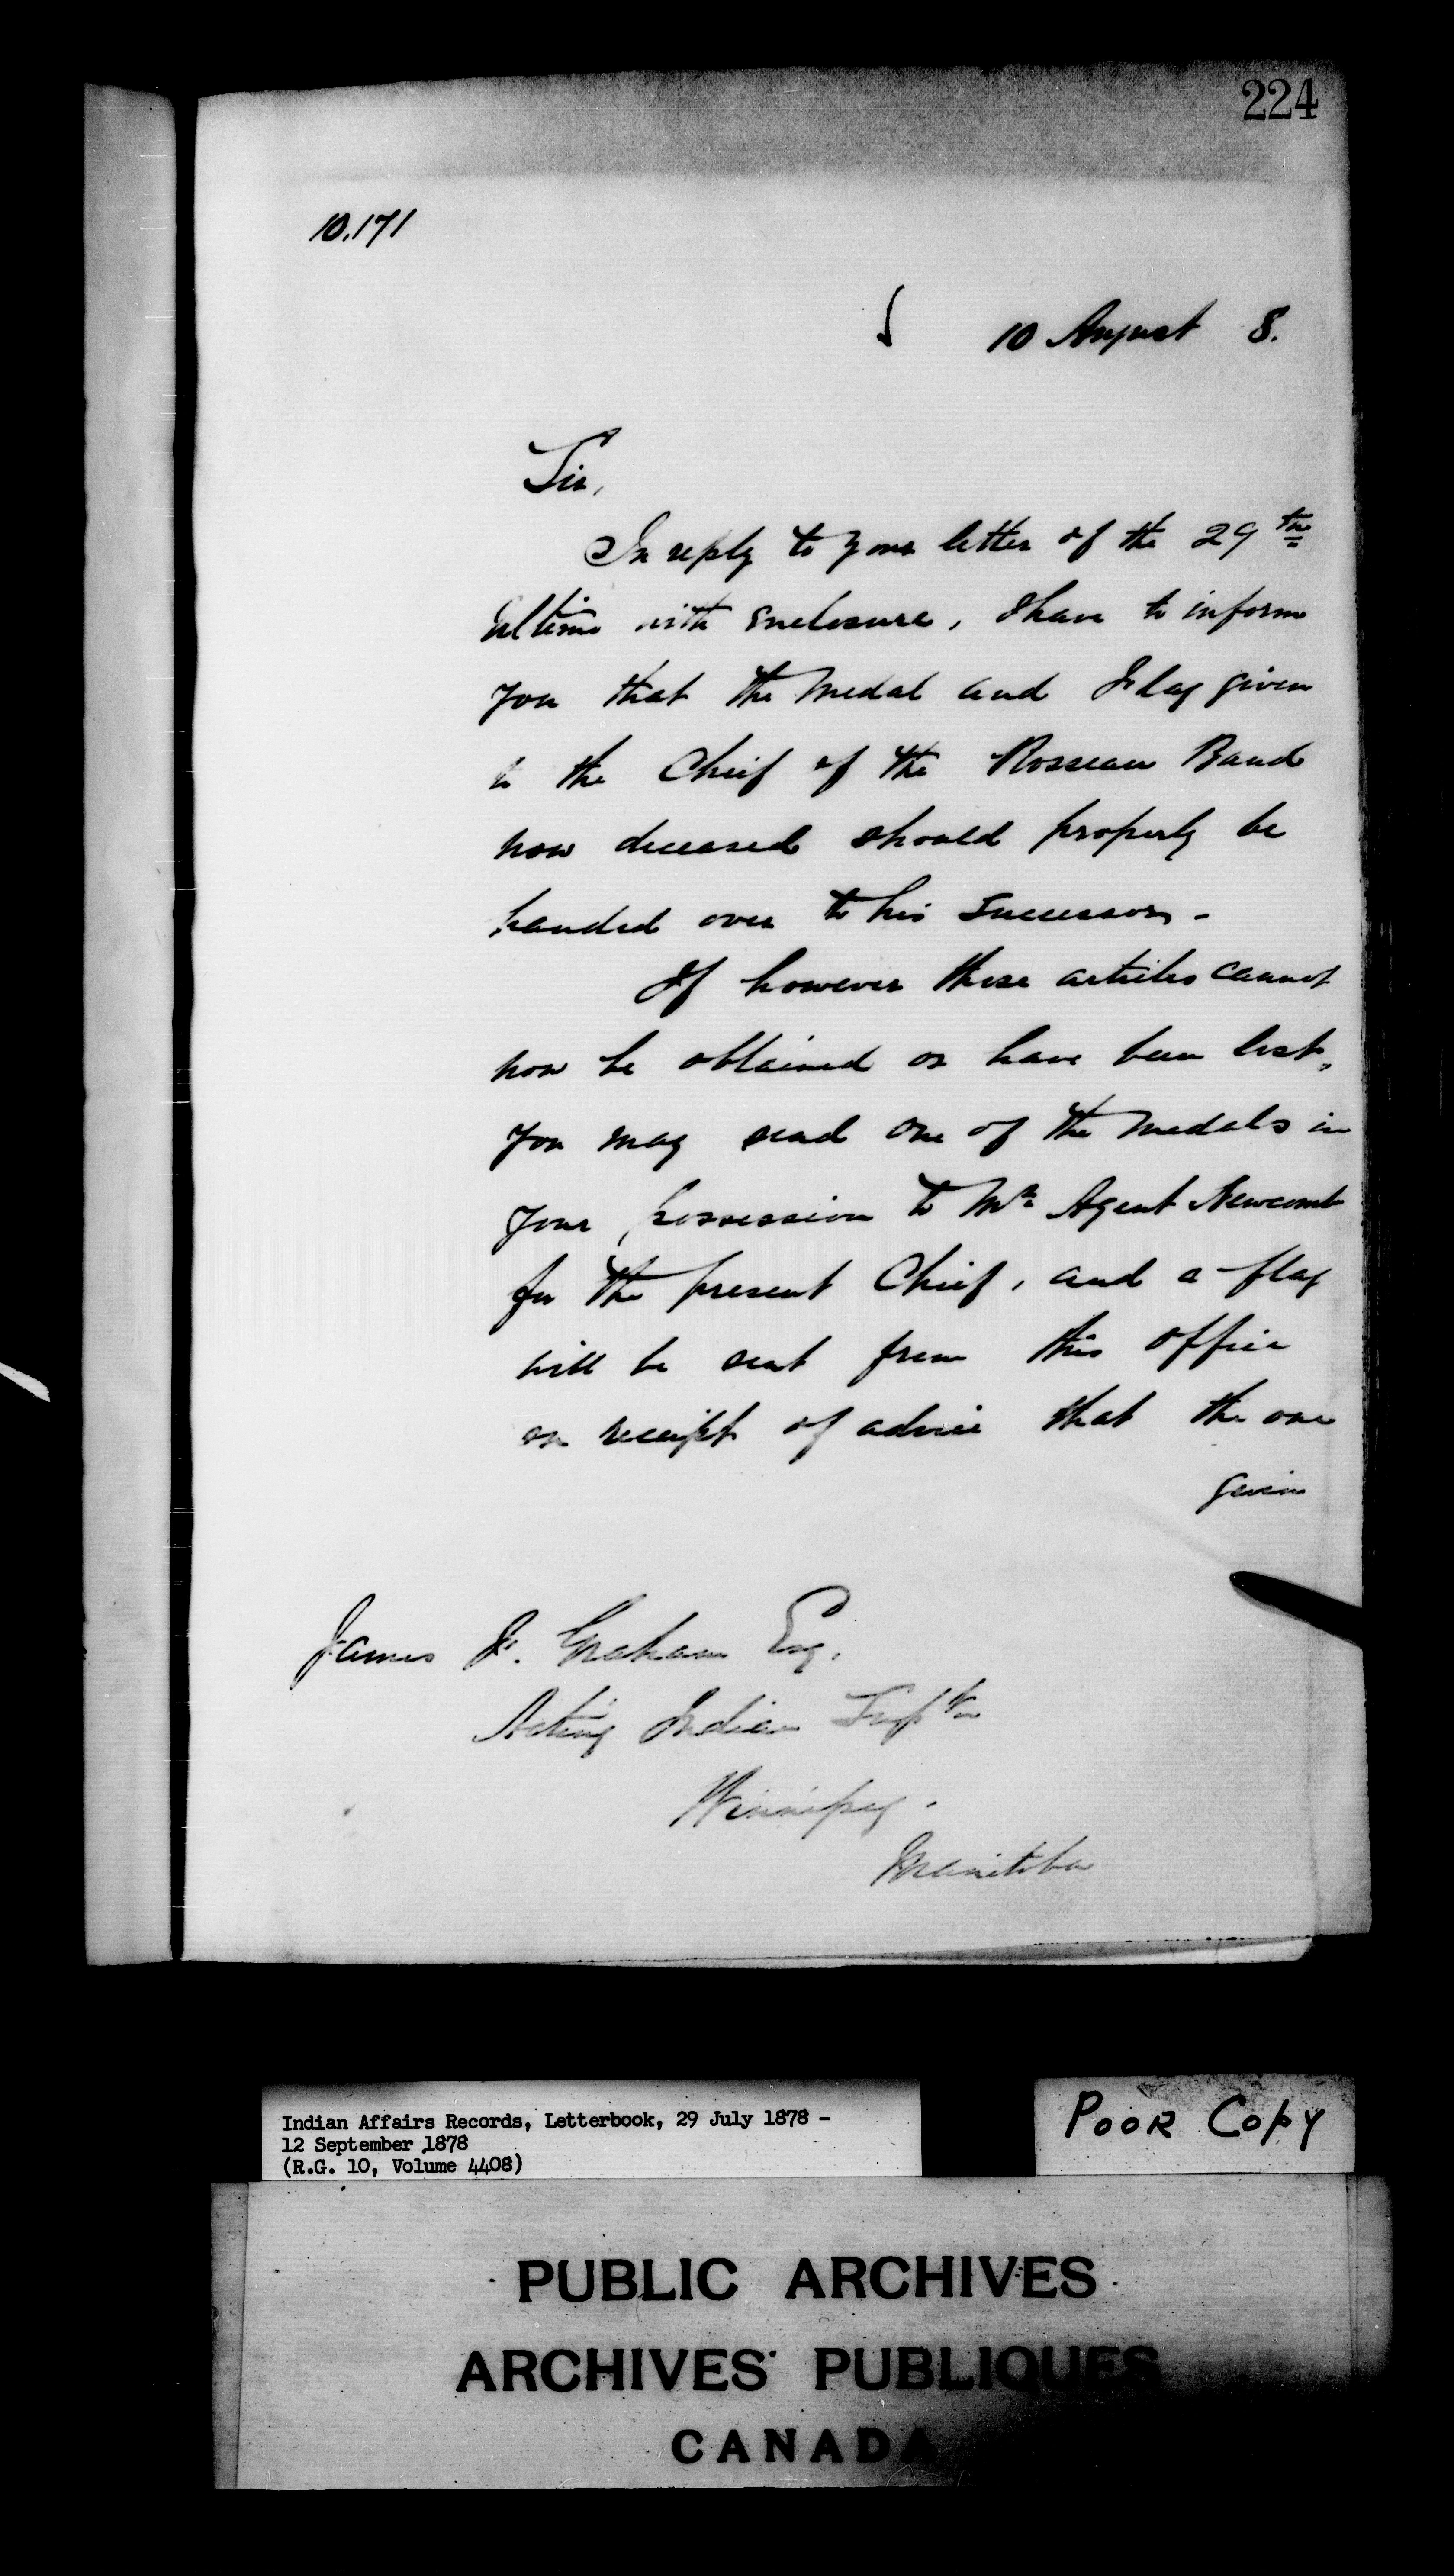 224
10.171
10 August 8.
Sir,
In reply to your letter of the 29th
Ultimo with Enclosure, I have to inform
you that the Medal and Flag given
to the Chief of the Rosseau Band
now deceased should properly be
handed over to his Successor -
If however these articles cannot
now be obtained or have been lost,
you may send one of the Medals in
your possession to Mr Agent Newcomb
for the present Chief, and a flag
will be sent from this office
on receipt of advice that the one
given
James F. Graham Esq.
Acting Indian Supt
Winnipeg.
Manitoba
Indian Affairs Records, Letterbook, 29 July 1878 -
12 September 1878
(R.G. 10, Volume 4408)
POOR COPY
PUBLIC ARCHIVES
ARCHIVES PUBLIQUES
CANADA